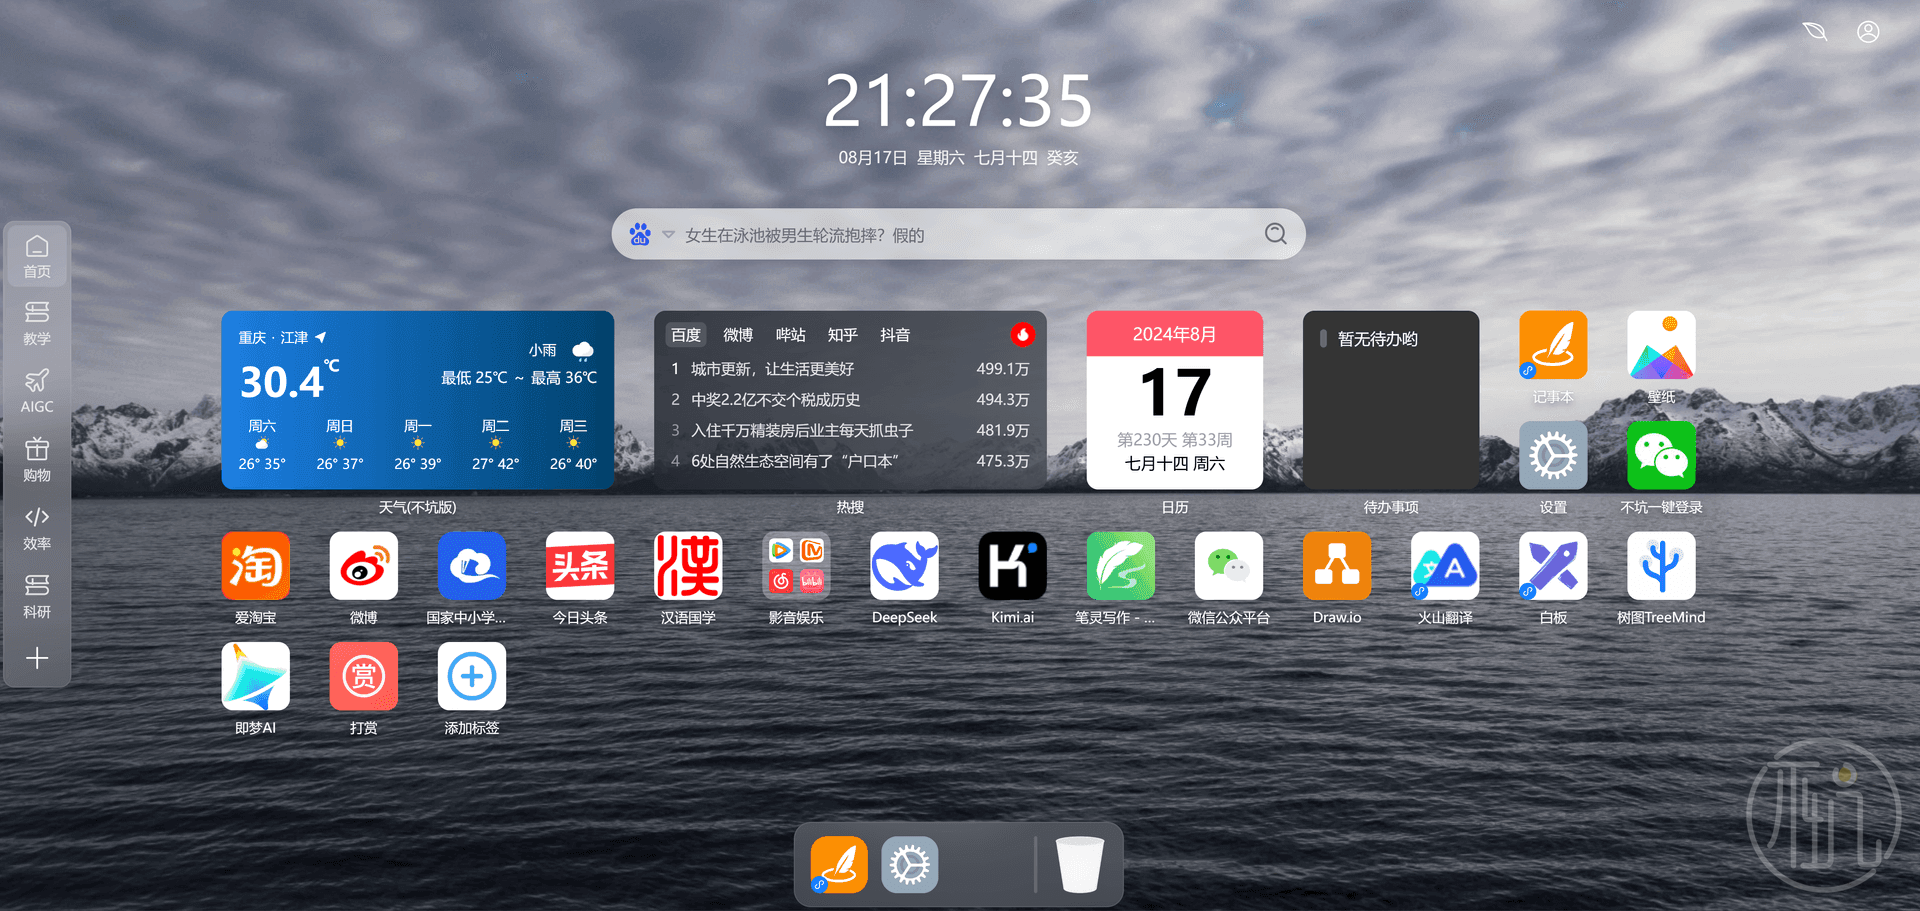 21:27:35
08月17日 星期六 七月十四 癸亥
du 女生在泳池被男生轮流抱摔？假的
首页
教学
AIGC
购物
效率
科研
重庆 · 江津
30.4℃
小雨
最低 25℃ ~ 最高 36℃
周六 周日 周一 周二 周三
26° 35° 26° 37° 26° 39° 27° 42° 26° 40°
天气(不坑版)
百度 微博 哔站 知乎 抖音
1 城市更新，让生活更美好 499.1万
2 中奖2.2亿不交个税成历史 494.3万
3 入住千万精装房后业主每天抓虫子 481.9万
4 6处自然生态空间有了“户口本” 475.3万
热搜
2024年8月
17
第230天 第33周
七月十四 周六
日历
暂无待办哟
待办事项
记事本
壁纸
设置
不坑一键登录
淘
爱淘宝
微博
国家中小学...
头条
今日头条
汉语国学
影音娱乐
DeepSeek
K
Kimi.ai
笔灵写作 - ...
微信公众平台
Draw.io
A
火山翻译
白板
树图TreeMind
即梦AI
赏
打赏
添加标签
不坑